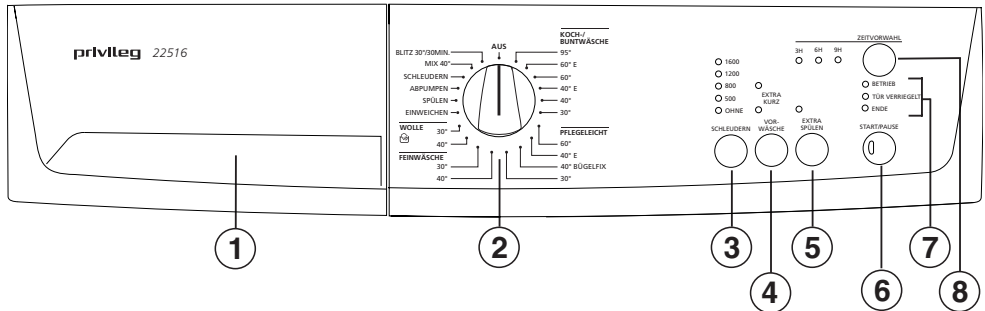 privileg 22516
AUS
BLITZ 30°/30MIN.
MIX 40°
SCHLEUDERN
ABPUMPEN
SPÜLEN
EINWEICHEN
WOLLE
30°
40°
FEINWÄSCHE
30°
40°
KOCH-/
BUNTWÄSCHE
95°
60° E
60°
40° E
40°
30°
PFLEGELEICHT
60°
40° E
40° BÜGELFIX
30°
1600
1200
800
500
OHNE
SCHLEUDERN
EXTRA
KURZ
VOR-
WÄSCHE
EXTRA
SPÜLEN
ZEITVORWAHL
3H 6H 9H
BETRIEB
TÜR VERRIEGELT
ENDE
START/PAUSE
1
2
3
4
5
6
7
8